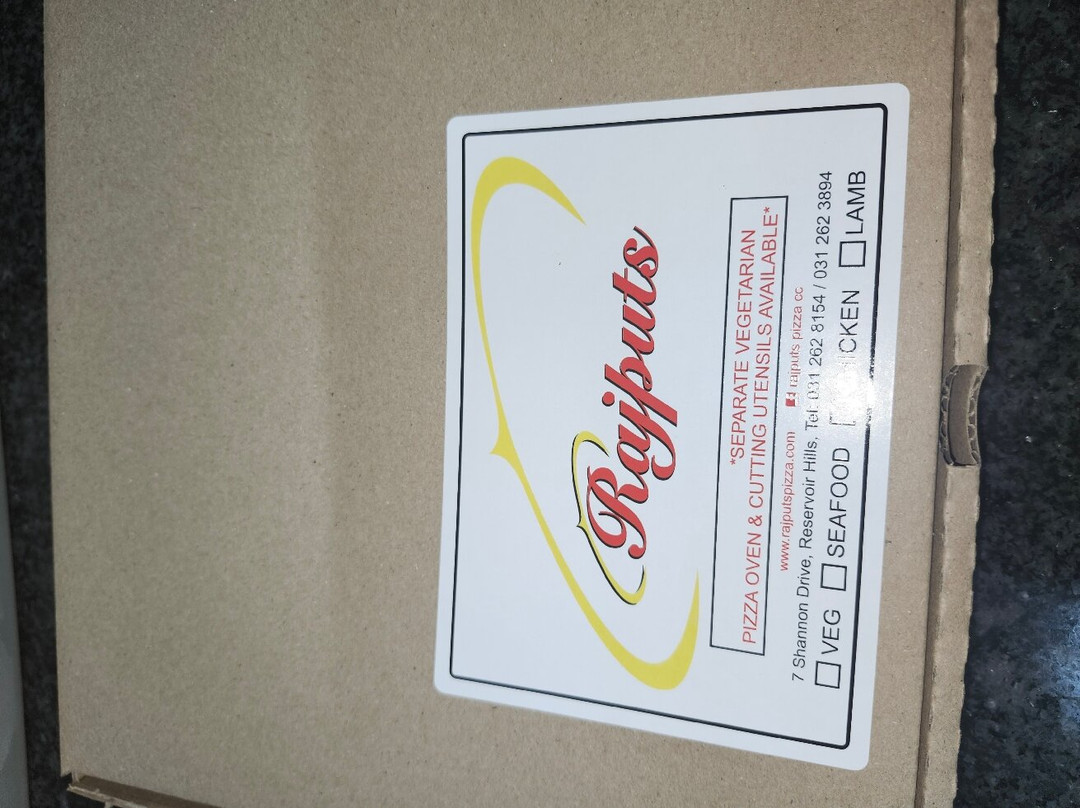 Rajputs
*SEPARATE VEGETARIAN
PIZZA OVEN & CUTTING UTENSILS AVAILABLE*
www.rajputspizza.com rajputs pizza cc
7 Shannon Drive, Reservoir Hills, Tel: 031 262 8154 / 031 262 3894
VEG SEAFOOD CHICKEN LAMB